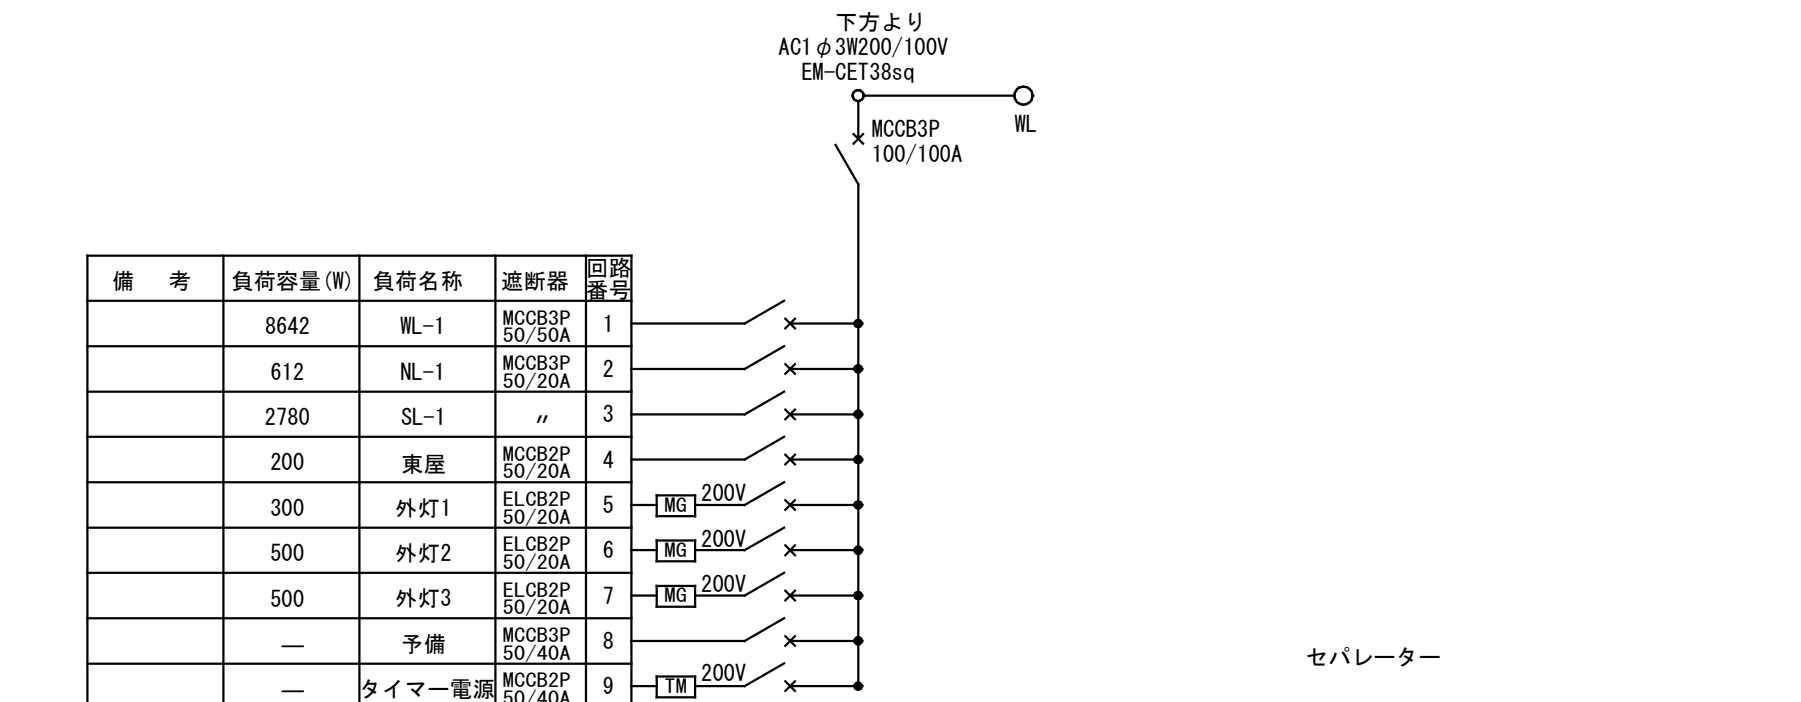 下方より
AC1φ3W200/100V
EM-CET38sq
WL
MCCB3P
100/100A
備　考 負荷容量(W) 負荷名称 遮断器 回路番号
8642 WL-1 MCCB3P 50/50A 1
612 NL-1 MCCB3P 50/20A 2
2780 SL-1 〃 3
200 東屋 MCCB2P 50/20A 4
300 外灯1 ELCB2P 50/20A 5 MG 200V
500 外灯2 ELCB2P 50/20A 6 MG 200V
500 外灯3 ELCB2P 50/20A 7 MG 200V
― 予備 MCCB3P 50/40A 8
― タイマー電源 MCCB2P 50/40A 9 TM 200V
セパレーター